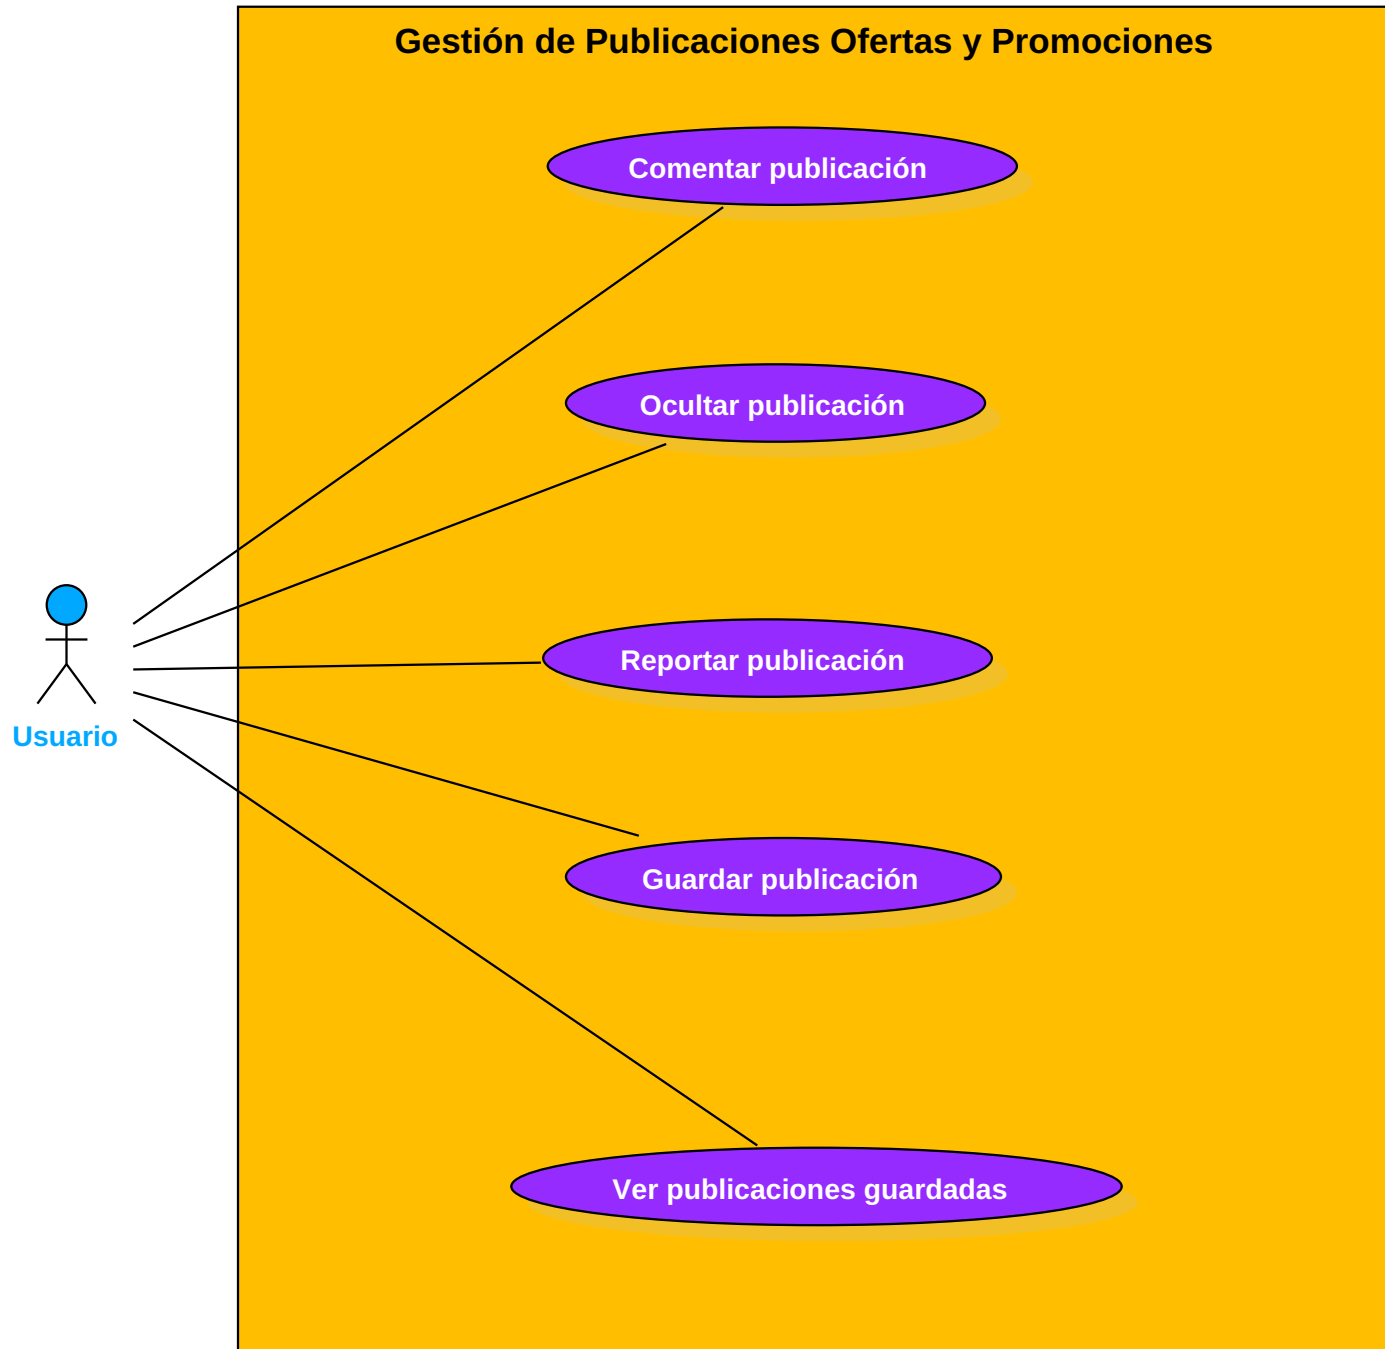 Gestión de Publicaciones Ofertas y Promociones
Comentar publicación
Ocultar publicación
Reportar publicación
Usuario
Guardar publicación
Ver publicaciones guardadas